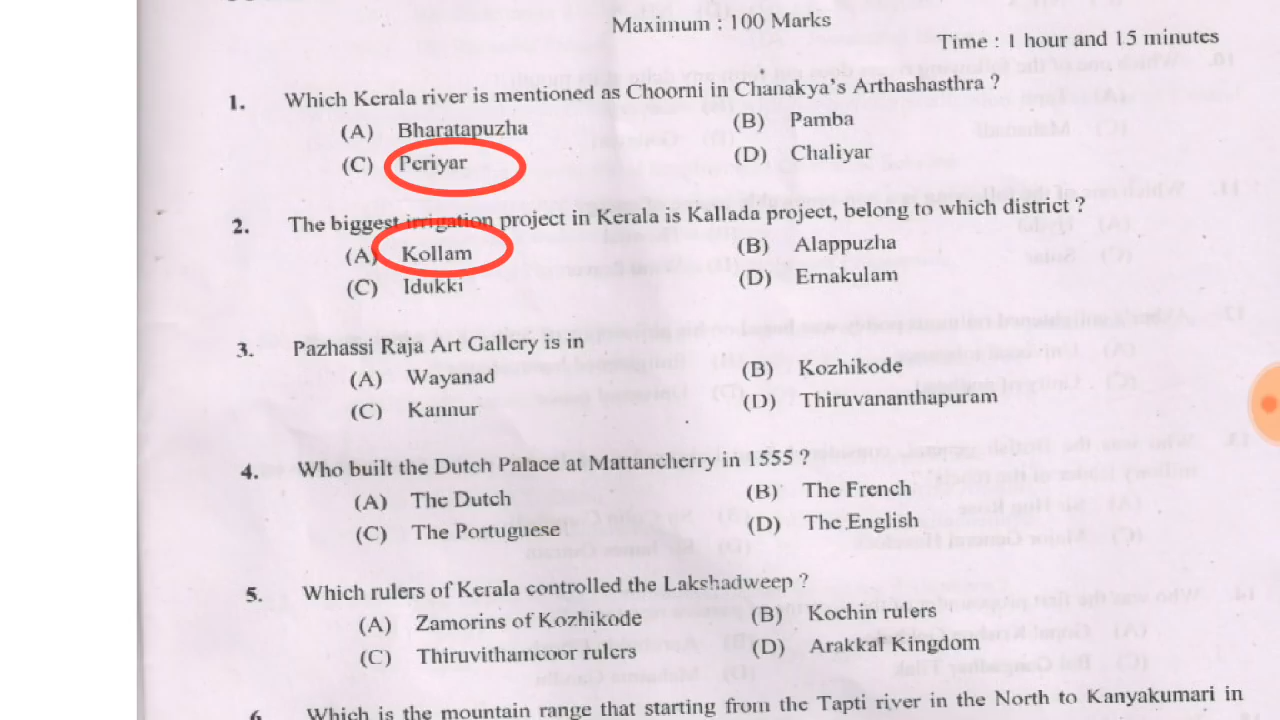 Maximum : 100 Marks
Time : 1 hour and 15 minutes
1. Which Kerala river is mentioned as Choorni in Chanakya's Arthashasthra ?
(A) Bharatapuzha (B) Pamba
(C) Periyar (D) Chaliyar
2. The biggest irrigation project in Kerala is Kallada project, belong to which district ?
(A) Kollam (B) Alappuzha
(C) Idukki (D) Ernakulam
3. Pazhassi Raja Art Gallery is in
(A) Wayanad (B) Kozhikode
(C) Kannur (D) Thiruvananthapuram
4. Who built the Dutch Palace at Mattancherry in 1555 ?
(A) The Dutch (B) The French
(C) The Portuguese (D) The English
5. Which rulers of Kerala controlled the Lakshadweep ?
(A) Zamorins of Kozhikode (B) Kochin rulers
(C) Thiruvithamcoor rulers (D) Arakkal Kingdom
6. Which is the mountain range that starting from the Tapti river in the North to Kanyakumari in